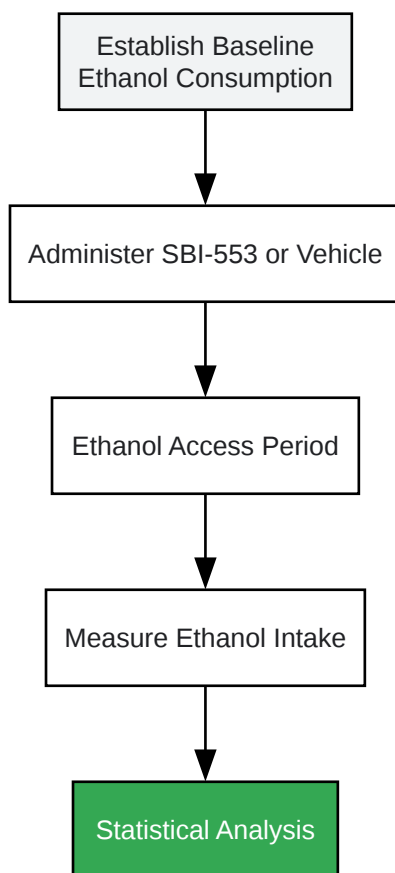 Establish Baseline
Ethanol Consumption
Administer SBI-553 or Vehicle
Ethanol Access Period
Measure Ethanol Intake
Statistical Analysis